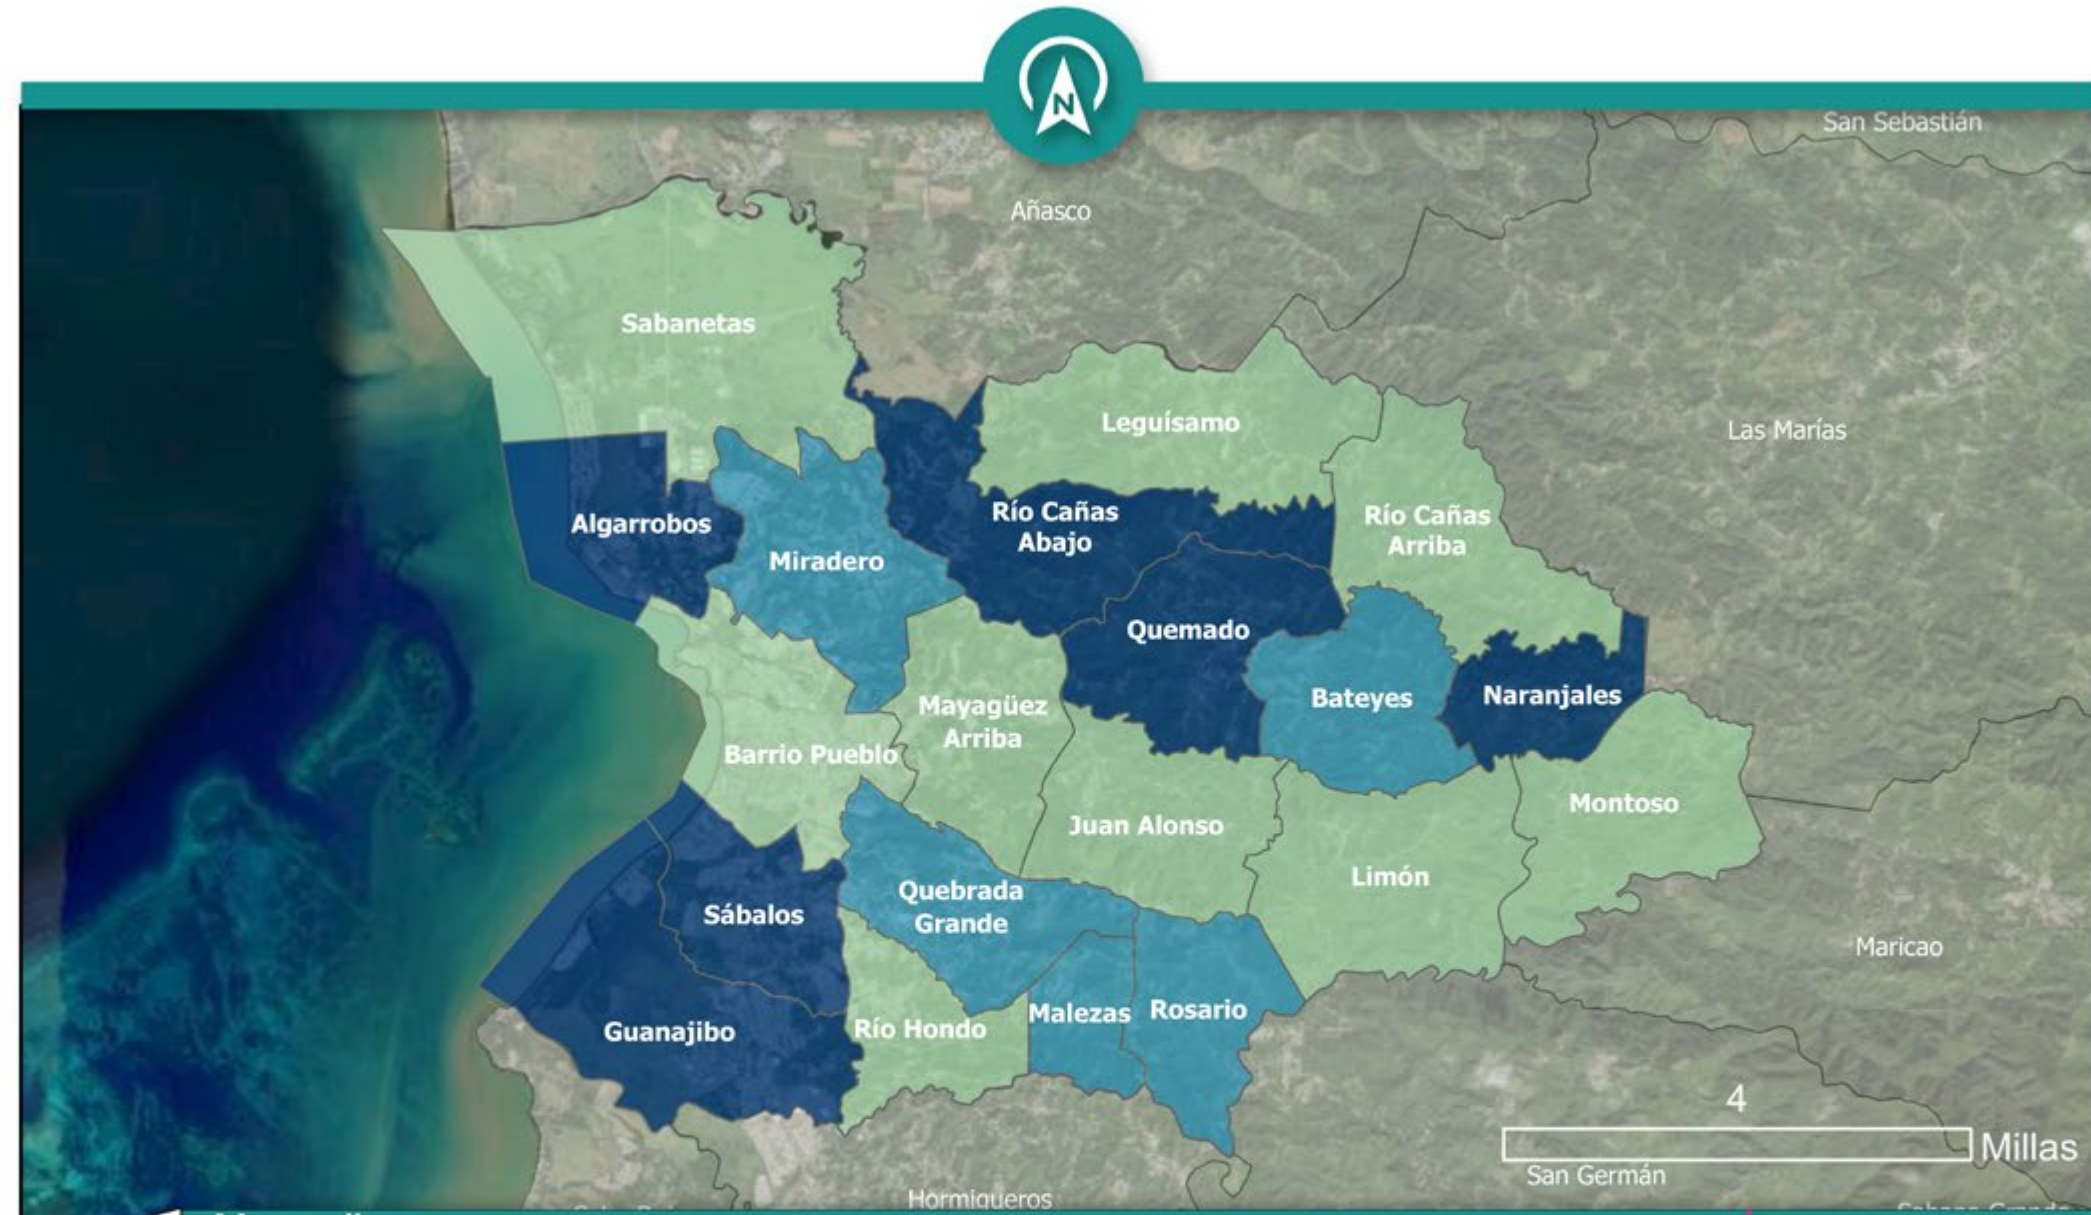 N
San Sebastián
Añasco
Sabanetas
Leguísamo
Las Marías
Río Cañas
Abajo
Río Cañas
Arriba
Algarrobos
Miradero
Quemado
Bateyes
Naranjales
Mayagüez
Arriba
Barrio Pueblo
Juan Alonso
Montoso
Limón
Quebrada
Grande
Sábalos
Maricao
Malezas
Rosario
Río Hondo
Guanajibo
4
Millas
San Germán
Hormigueros